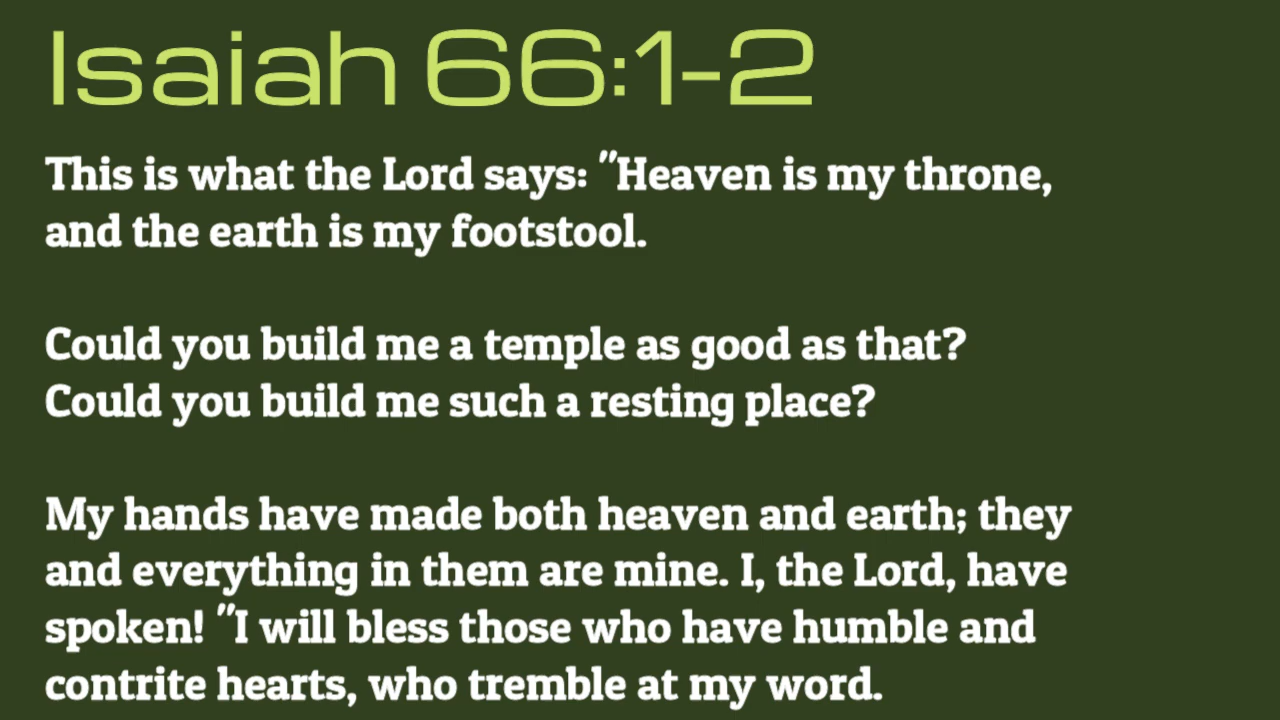 Isaiah 66:1-2
This is what the Lord says: "Heaven is my throne,
and the earth is my footstool.
Could you build me a temple as good as that?
Could you build me such a resting place?
My hands have made both heaven and earth; they
and everything in them are mine. I, the Lord, have
spoken! "I will bless those who have humble and
contrite hearts, who tremble at my word.